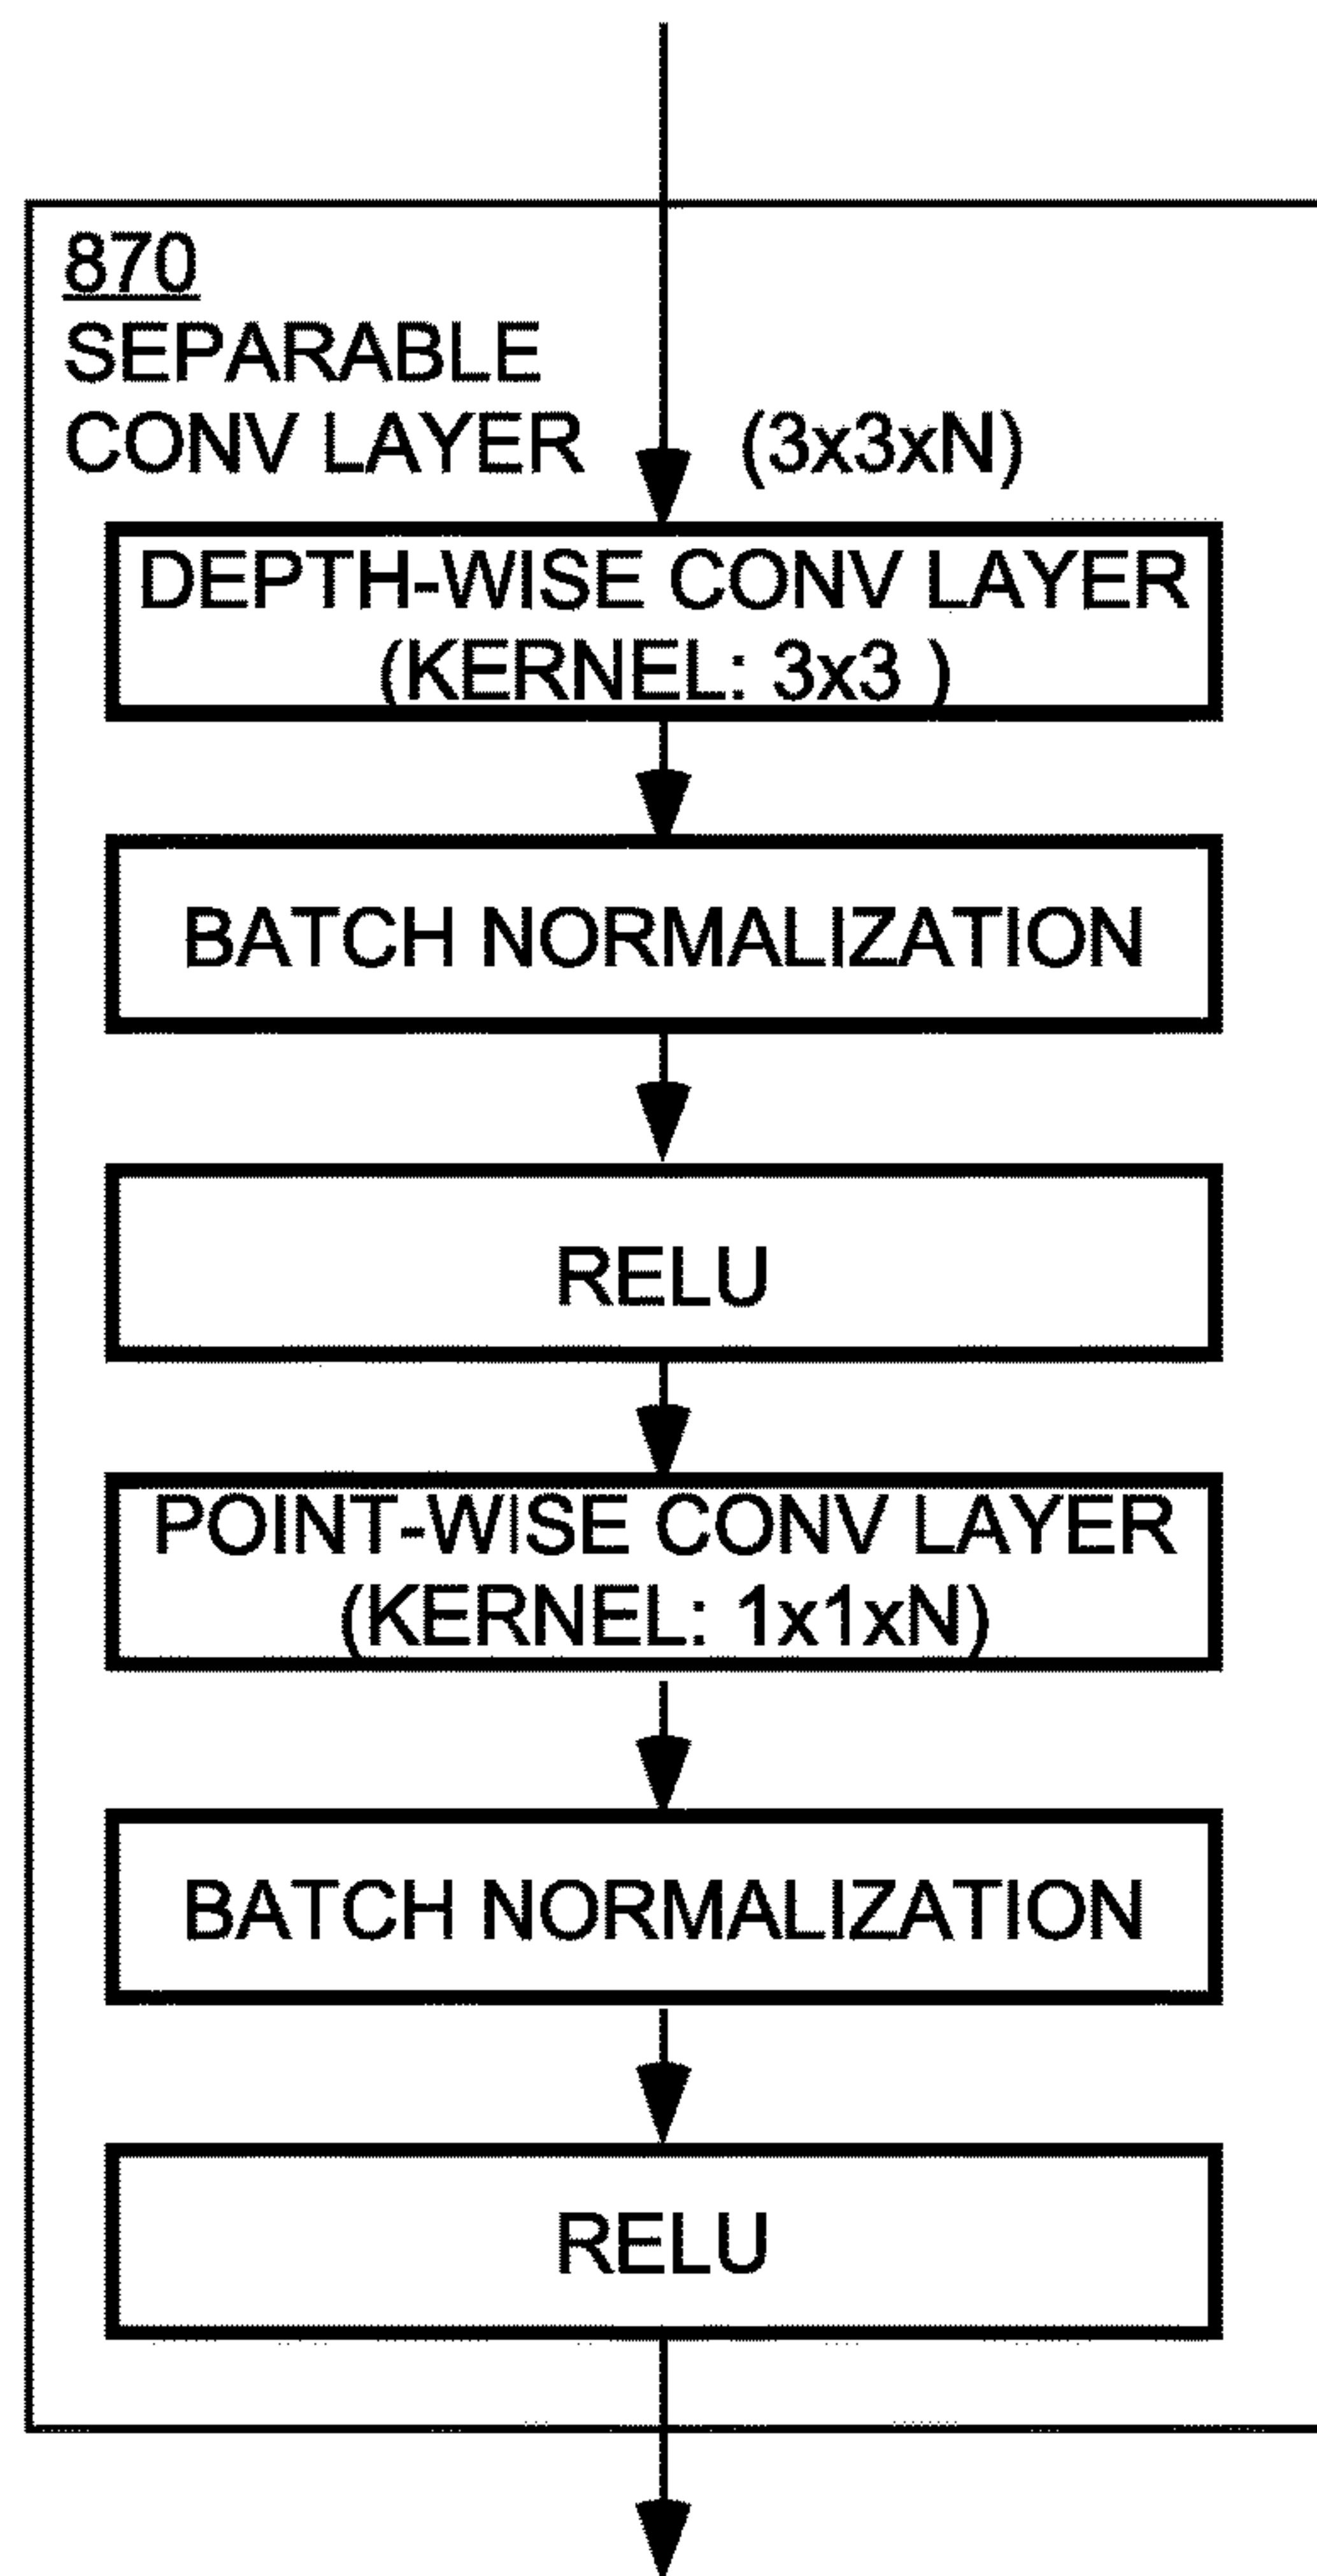 870
SEPARABLE
CONV LAYER (3x3xN)
DEPTH-WISE CONV LAYER
(KERNEL: 3x3 )
BATCH NORMALIZATION
RELU
POINT-WISE CONV LAYER
(KERNEL: 1x1xN)
BATCH NORMALIZATION
RELU